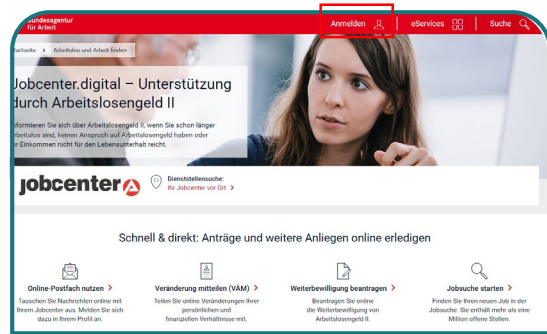 Bundesagentur
für Arbeit
Anmelden
eServices
Suche
Startseite > Arbeitslos und Arbeit finden
Jobcenter.digital – Unterstützung
durch Arbeitslosengeld II
Informieren Sie sich über Arbeitslosengeld II, wenn Sie schon länger
arbeitslos sind, keinen Anspruch auf Arbeitslosengeld haben oder
Ihr Einkommen nicht für den Lebensunterhalt reicht.
jobcenter
Dienststellensuche:
Ihr Jobcenter vor Ort >
Schnell & direkt: Anträge und weitere Anliegen online erledigen
Online-Postfach nutzen >
Tauschen Sie Nachrichten online mit
Ihrem Jobcenter aus. Melden Sie sich
dazu in Ihrem Profil an.
Veränderung mitteilen (VÄM) >
Teilen Sie online Veränderungen Ihrer
persönlichen und
finanziellen Verhältnisse mit.
Weiterbewilligung beantragen >
Beantragen Sie online
die Weiterbewilligung von
Arbeitslosengeld II.
Jobsuche starten >
Finden Sie Ihren neuen Job in der
Jobsuche. Sie enthält mehr als eine
Million offene Stellen.